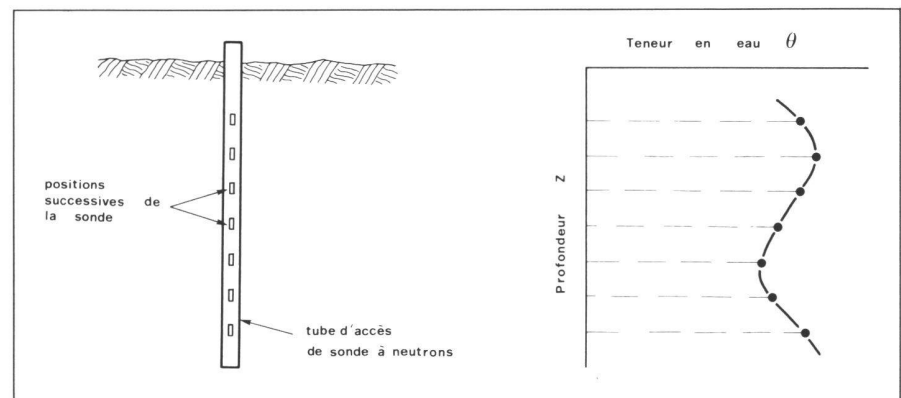 positions
successives de
la sonde
tube d'accès
de sonde à neutrons
Teneur en eau θ
Profondeur Z